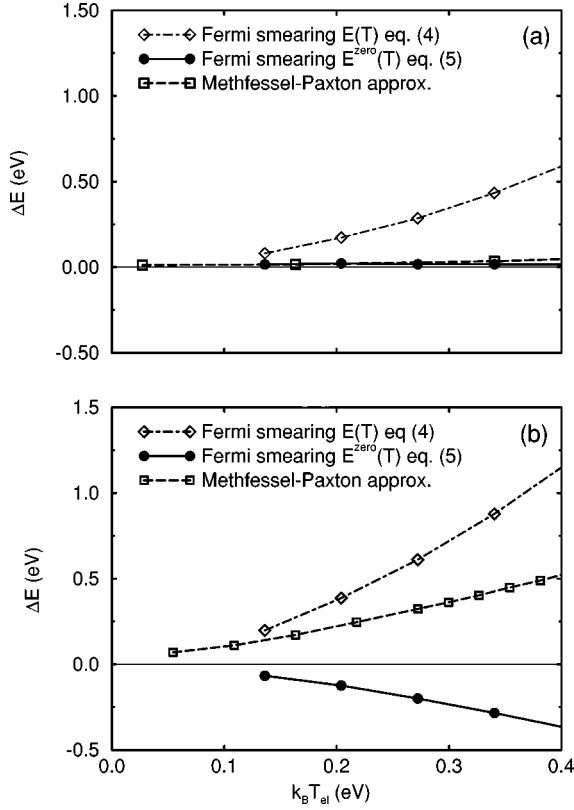 Fermi smearing E(T) eq. (4)
(a)
Fermi smearing E^zero(T) eq. (5)
Methfessel-Paxton approx.
1.50
1.00
0.50
0.00
-0.50
ΔE (eV)
Fermi smearing E(T) eq (4)
(b)
Fermi smearing E^zero(T) eq. (5)
Methfessel-Paxton approx.
1.5
1.0
0.5
0.0
-0.5
ΔE (eV)
0.0 0.1 0.2 0.3 0.4
k_B T_el (eV)